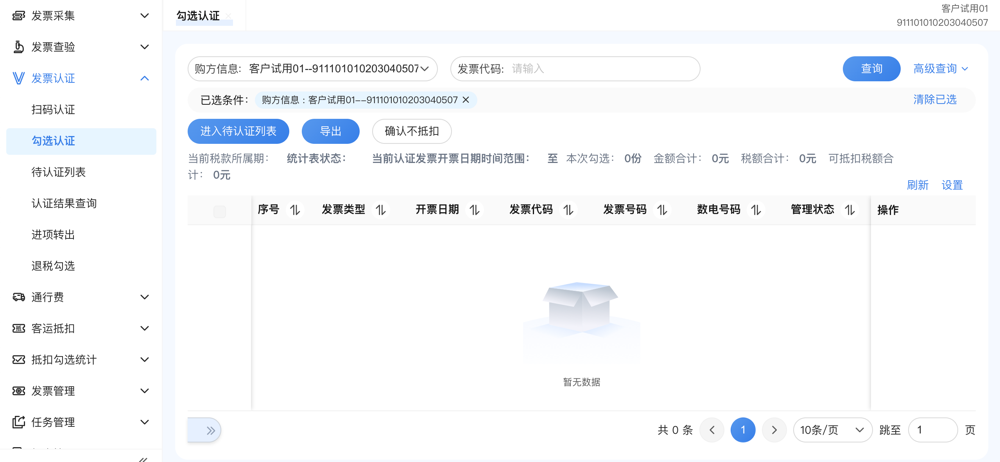 发票采集
发票查验
发票认证
扫码认证
勾选认证
待认证列表
认证结果查询
进项转出
退税勾选
通行费
抵 客运抵扣
抵扣勾选统计
发票管理
任务管理
勾选认证
客户试用01
911101010203040507
购方信息: 客户试用01--911101010203040507
发票代码: 请输入
查询 高级查询
已选条件： 购方信息：客户试用01--911101010203040507
清除已选
进入待认证列表 导出 确认不抵扣
当前税款所属期： 统计表状态： 当前认证发票开票日期时间范围： 至 本次勾选： 0份 金额合计： 0元 税额合计： 0元 可抵扣税额合
计： 0元
刷新 设置
序号 发票类型 开票日期 发票代码 发票号码 数电号码 管理状态 操作
暂无数据
共 0 条 1 10条/页 跳至 1 页